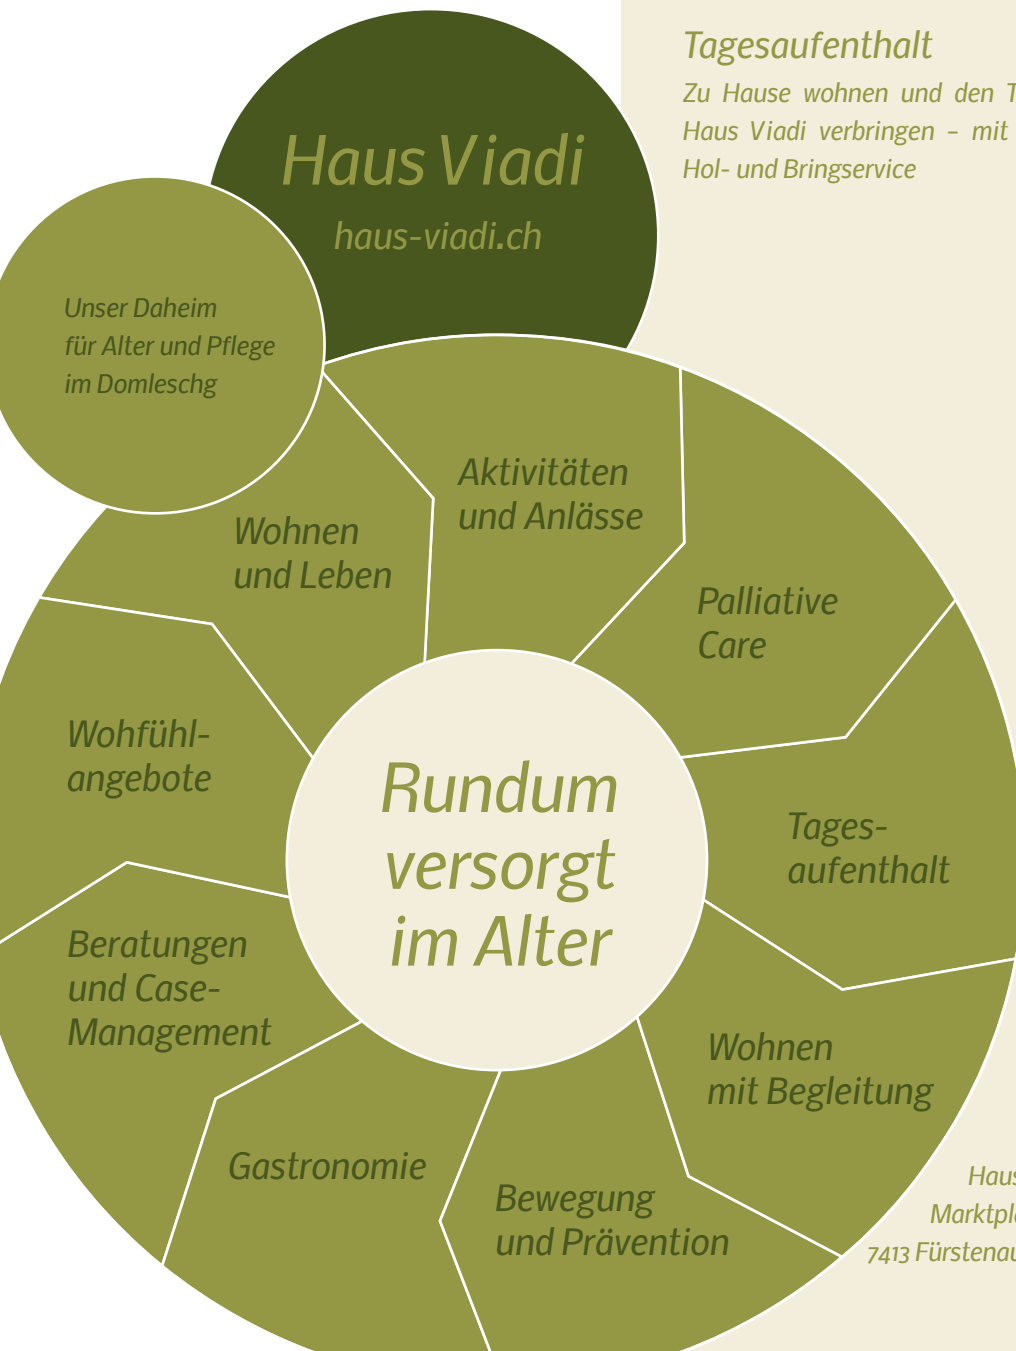 Haus Viadi
haus-viadi.ch
Unser Daheim
für Alter und Pflege
im Domleschg
Tagesaufenthalt
Zu Hause wohnen und den
Haus Viadi verbringen – mit
Hol- und Bringservice
Aktivitäten
und Anlässe
Palliative
Care
Tages-
aufenthalt
Wohnen
mit Begleitung
Bewegung
und Prävention
Gastronomie
Beratungen
und Case-
Management
Wohfühl-
angebote
Wohnen
und Leben
Rundum
versorgt
im Alter
7413